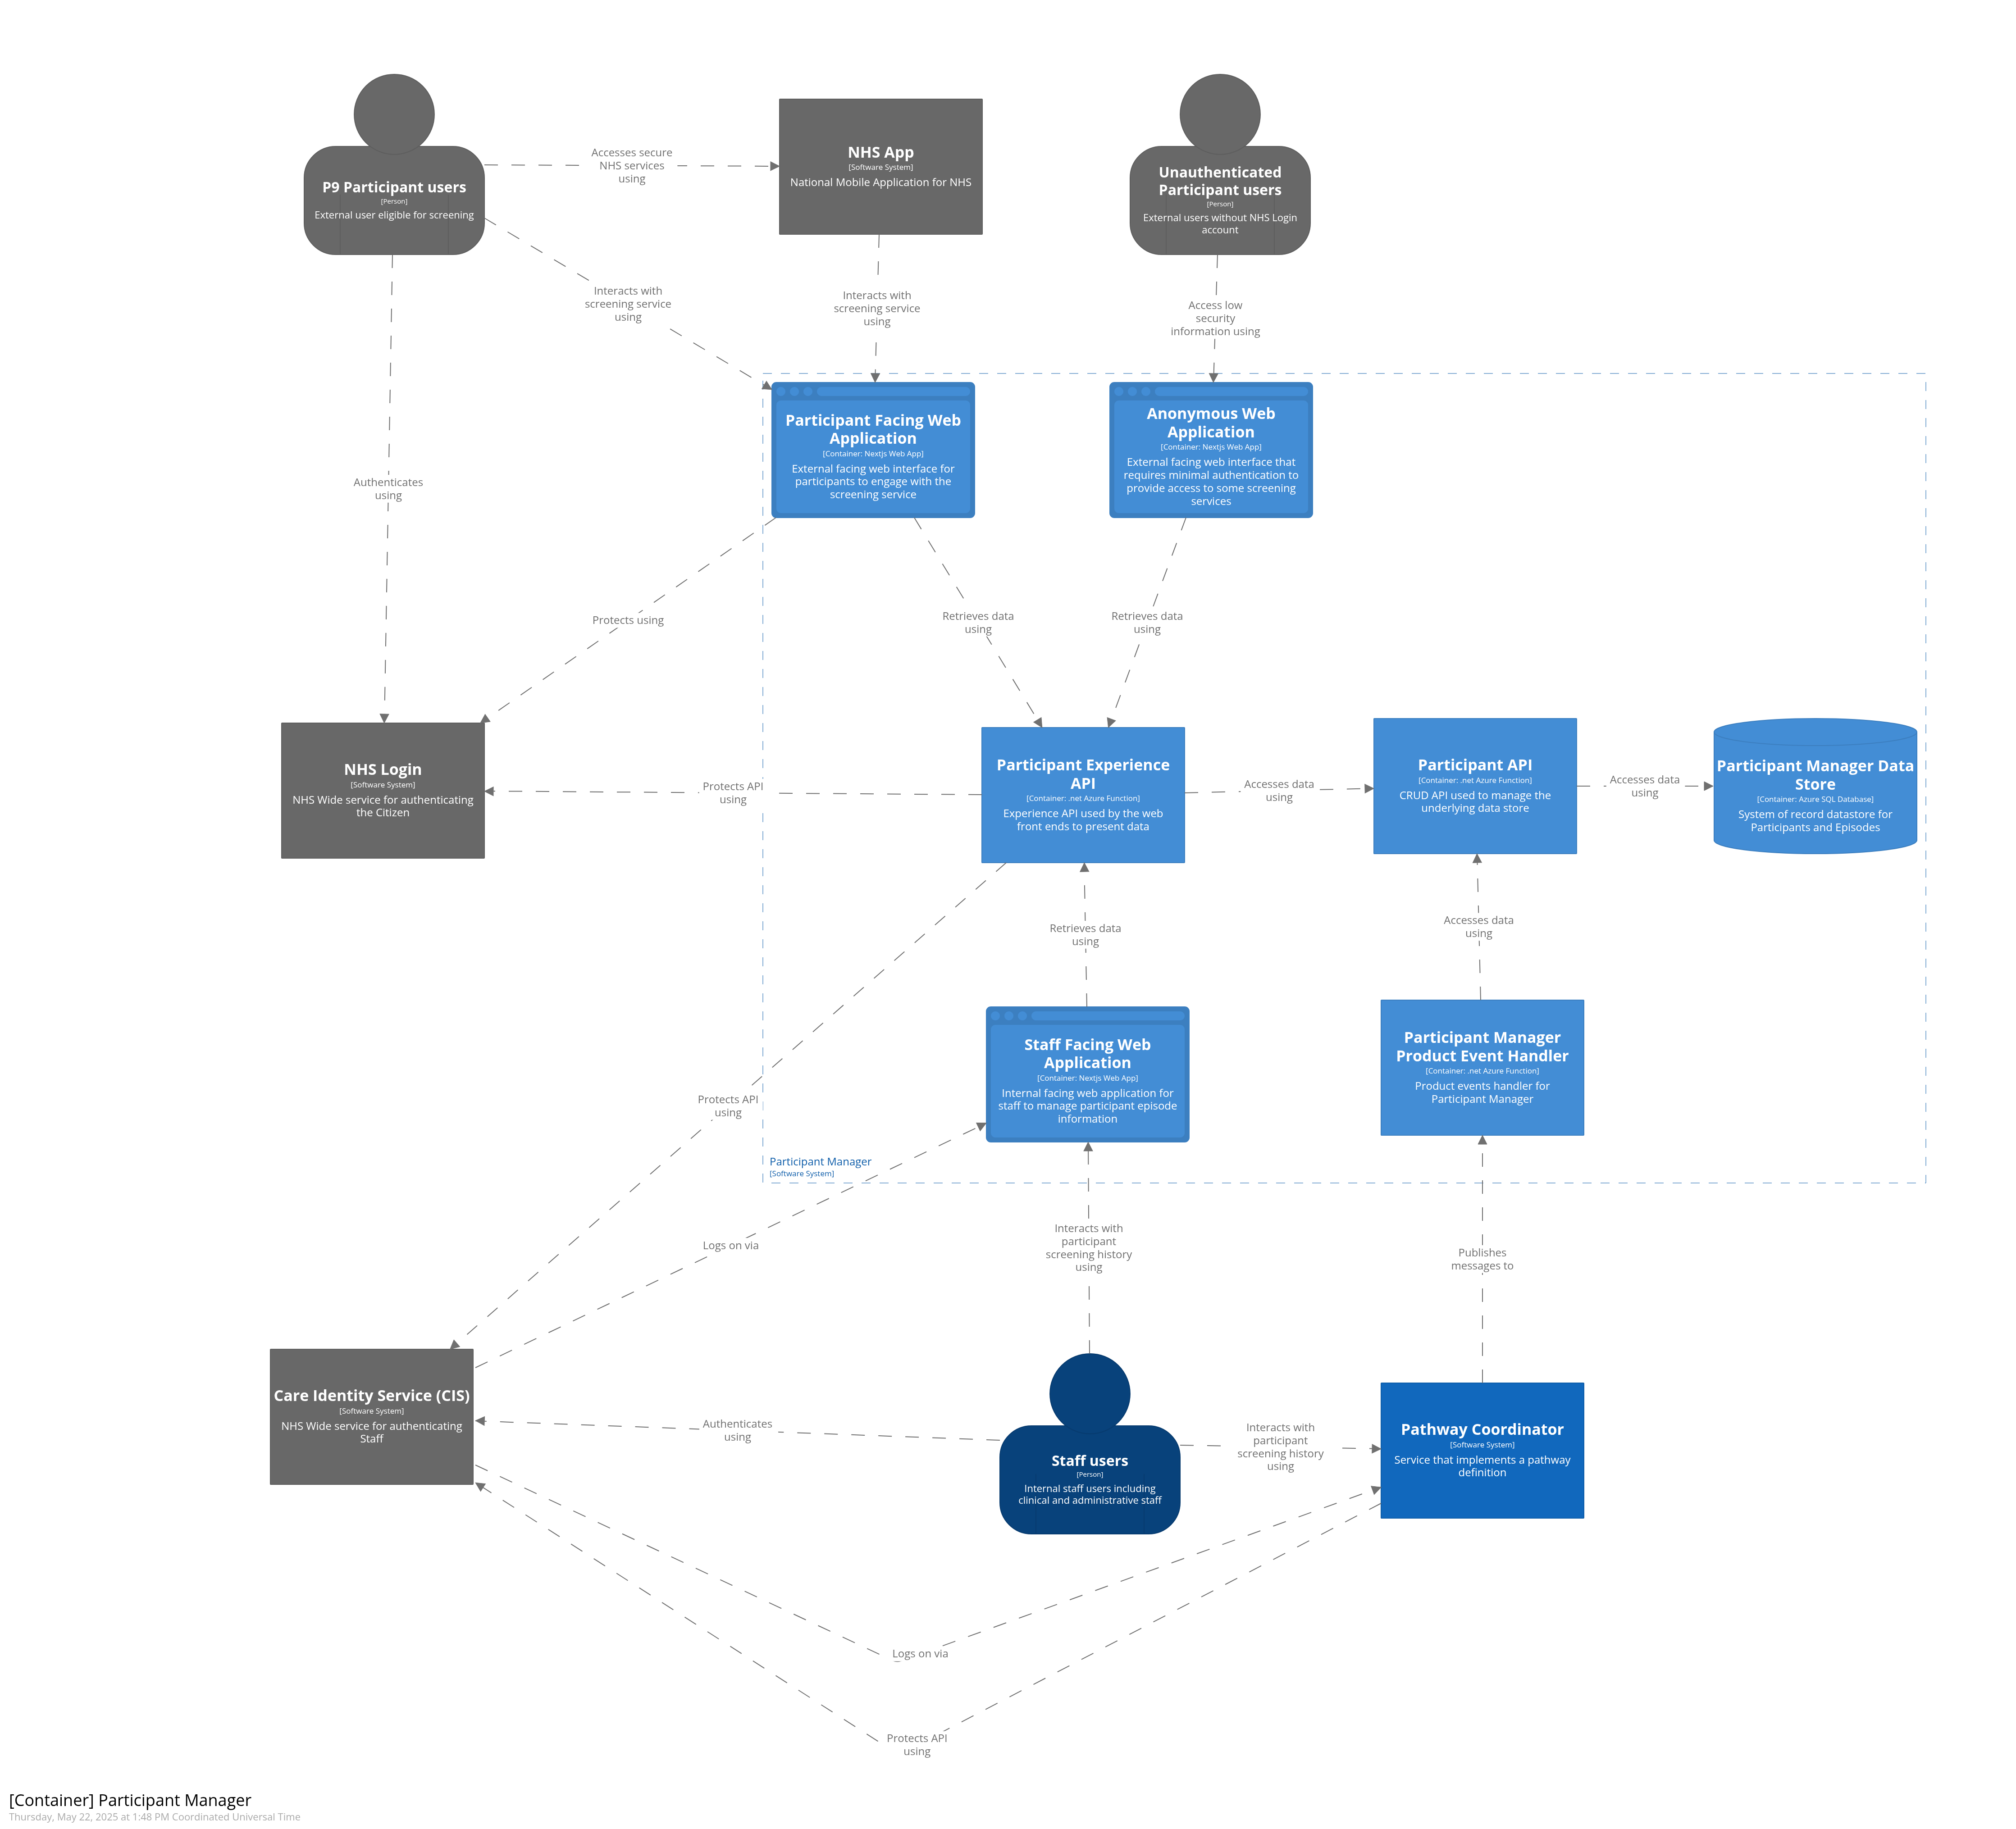 P9 Participant users
[Person]
External user eligible for screening
Accesses secure
NHS services
using
NHS App
[Software System]
National Mobile Application for NHS
Unauthenticated
Participant users
[Person]
External users without NHS Login
account
Interacts with
screening service
using
Interacts with
screening service
using
Access low
security
information using
Authenticates
using
Participant Facing Web
Application
[Container: Nextjs Web App]
External facing web interface for
participants to engage with the
screening service
Anonymous Web
Application
[Container: Nextjs Web App]
External facing web interface that
requires minimal authentication to
provide access to some screening
services
Protects using
Retrieves data
using
Retrieves data
using
NHS Login
[Software System]
NHS Wide service for authenticating
the Citizen
Protects API
using
Participant Experience
API
[Container: .net Azure Function]
Experience API used by the web
front ends to present data
Accesses data
using
Participant API
[Container: .net Azure Function]
CRUD API used to manage the
underlying data store
Accesses data
using
Participant Manager Data
Store
[Container: Azure SQL Database]
System of record datastore for
Participants and Episodes
Retrieves data
using
Accesses data
using
Staff Facing Web
Application
[Container: Nextjs Web App]
Internal facing web application for
staff to manage participant episode
information
Participant Manager
Product Event Handler
[Container: .net Azure Function]
Product events handler for
Participant Manager
Protects API
using
Participant Manager
[Software System]
Logs on via
Interacts with
participant
screening history
using
Publishes
messages to
Care Identity Service (CIS)
[Software System]
NHS Wide service for authenticating
Staff
Authenticates
using
Staff users
[Person]
Internal staff users including
clinical and administrative staff
Interacts with
participant
screening history
using
Pathway Coordinator
[Software System]
Service that implements a pathway
definition
Logs on via
Protects API
using
[Container] Participant Manager
Thursday, May 22, 2025 at 1:48 PM Coordinated Universal Time